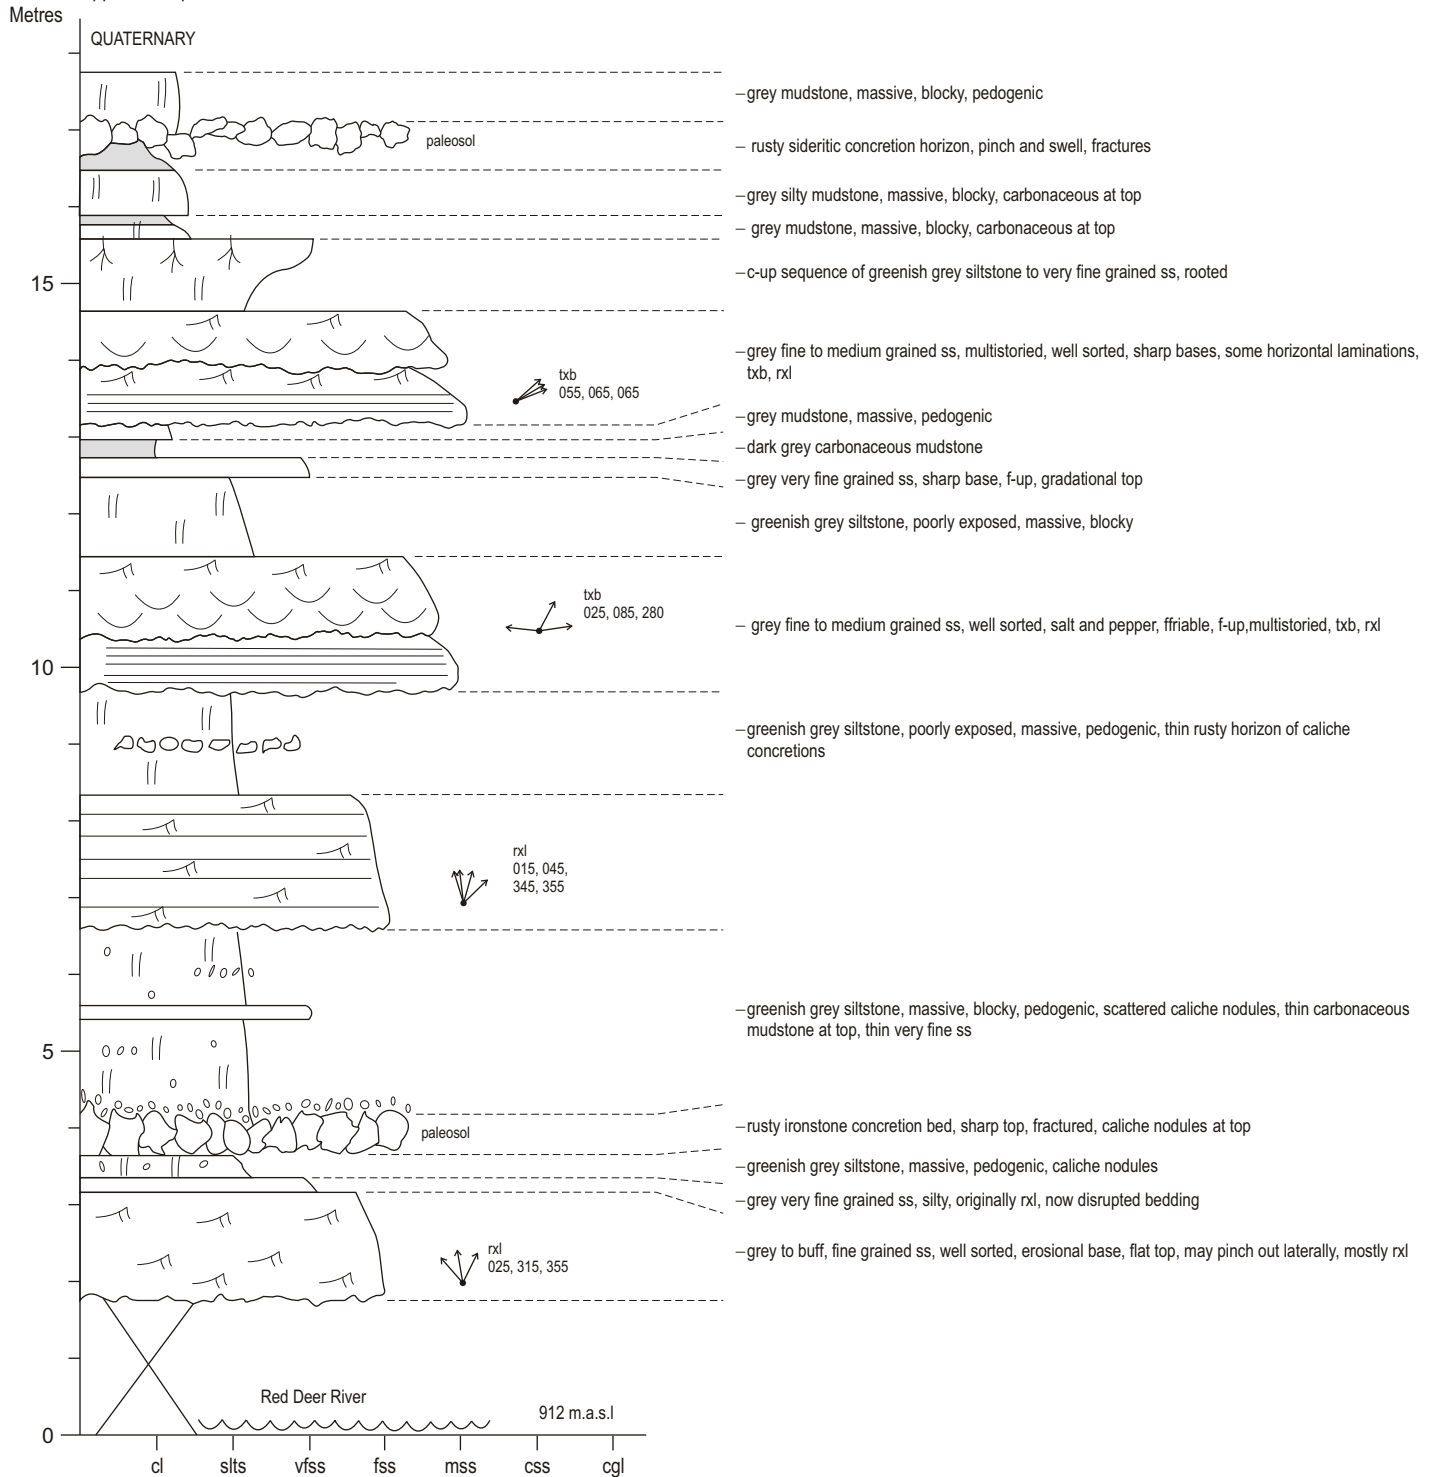 Metres
QUATERNARY
–grey mudstone, massive, blocky, pedogenic
paleosol
– rusty sideritic concretion horizon, pinch and swell, fractures
–grey silty mudstone, massive, blocky, carbonaceous at top
– grey mudstone, massive, blocky, carbonaceous at top
–c-up sequence of greenish grey siltstone to very fine grained ss, rooted
15
–grey fine to medium grained ss, multistoried, well sorted, sharp bases, some horizontal laminations,
txb, rxl
txb
055, 065, 065
–grey mudstone, massive, pedogenic
–dark grey carbonaceous mudstone
–grey very fine grained ss, sharp base, f-up, gradational top
– greenish grey siltstone, poorly exposed, massive, blocky
txb
025, 085, 280
– grey fine to medium grained ss, well sorted, salt and pepper, ffriable, f-up,multistoried, txb, rxl
10
–greenish grey siltstone, poorly exposed, massive, pedogenic, thin rusty horizon of caliche
concretions
rxl
015, 045,
345, 355
–greenish grey siltstone, massive, blocky, pedogenic, scattered caliche nodules, thin carbonaceous
mudstone at top, thin very fine ss
5
paleosol
–rusty ironstone concretion bed, sharp top, fractured, caliche nodules at top
–greenish grey siltstone, massive, pedogenic, caliche nodules
–grey very fine grained ss, silty, originally rxl, now disrupted bedding
rxl
025, 315, 355
–grey to buff, fine grained ss, well sorted, erosional base, flat top, may pinch out laterally, mostly rxl
Red Deer River
912 m.a.s.l
0
cl slts vfss fss mss css cgl